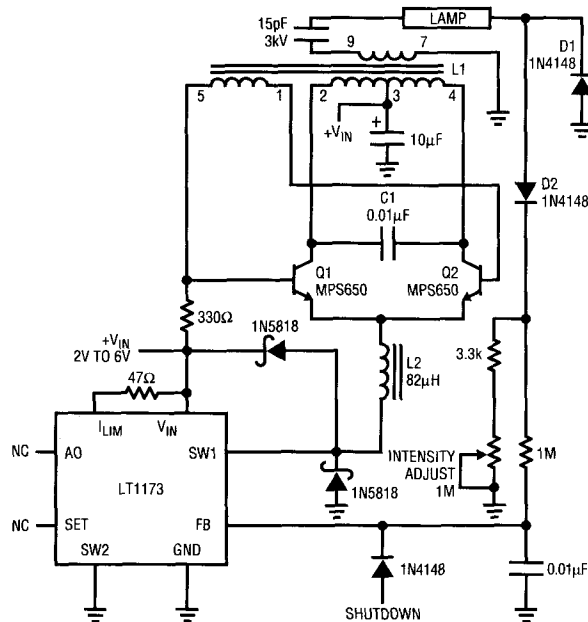 15pF
3kV
LAMP
9
7
D1
1N4148
L1
5
1
2
3
4
+VIN
+
10μF
D2
1N4148
C1
0.01μF
Q1
MPS650
Q2
MPS650
330Ω
+VIN
2V TO 6V
1N5818
L2
82μH
3.3k
47Ω
ILIM
VIN
NC
AO
SW1
INTENSITY
ADJUST
1M
1M
LT1173
1N5818
NC
SET
FB
SW2
GND
1N4148
0.01μF
SHUTDOWN